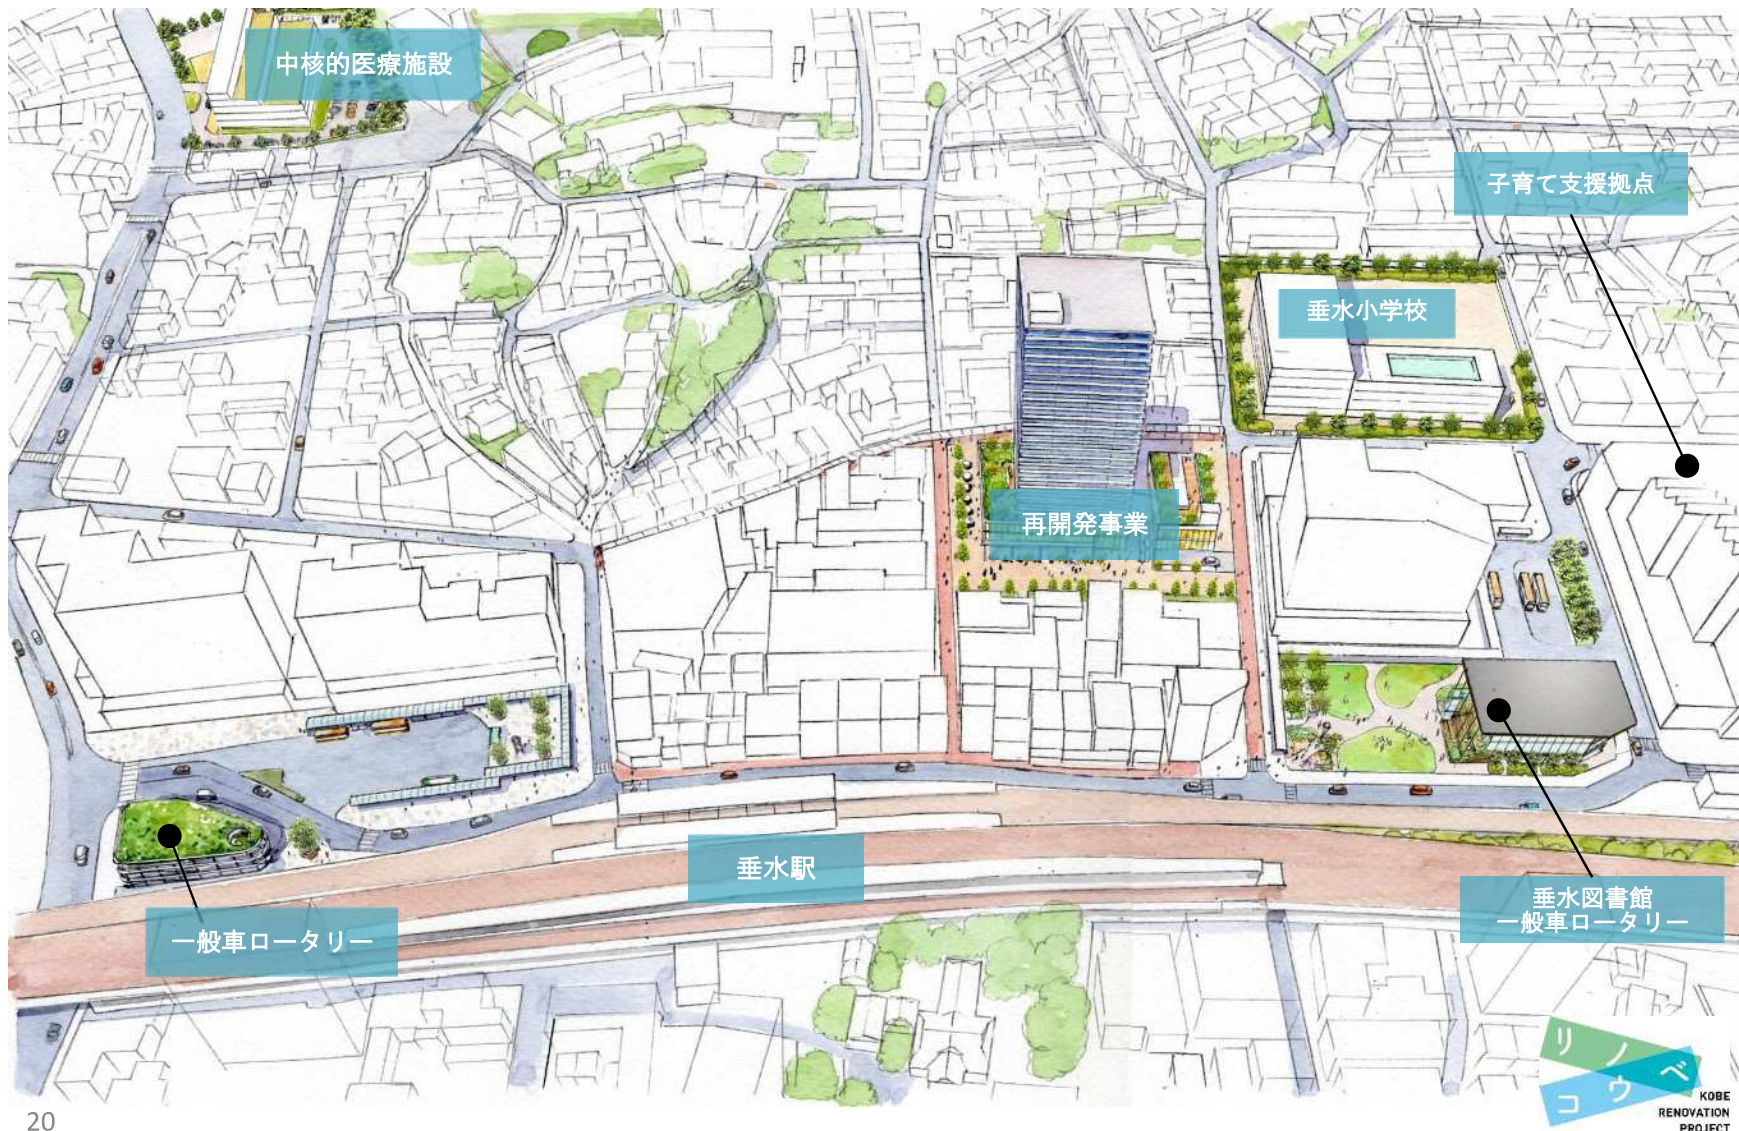 中核的医療施設
子育て支援拠点
垂水小学校
再開発事業
垂水駅
垂水図書館
一般車ロータリー
一般車ロータリー
リノベ
コウ
KOBE
RENOVATION
PROJECT
20